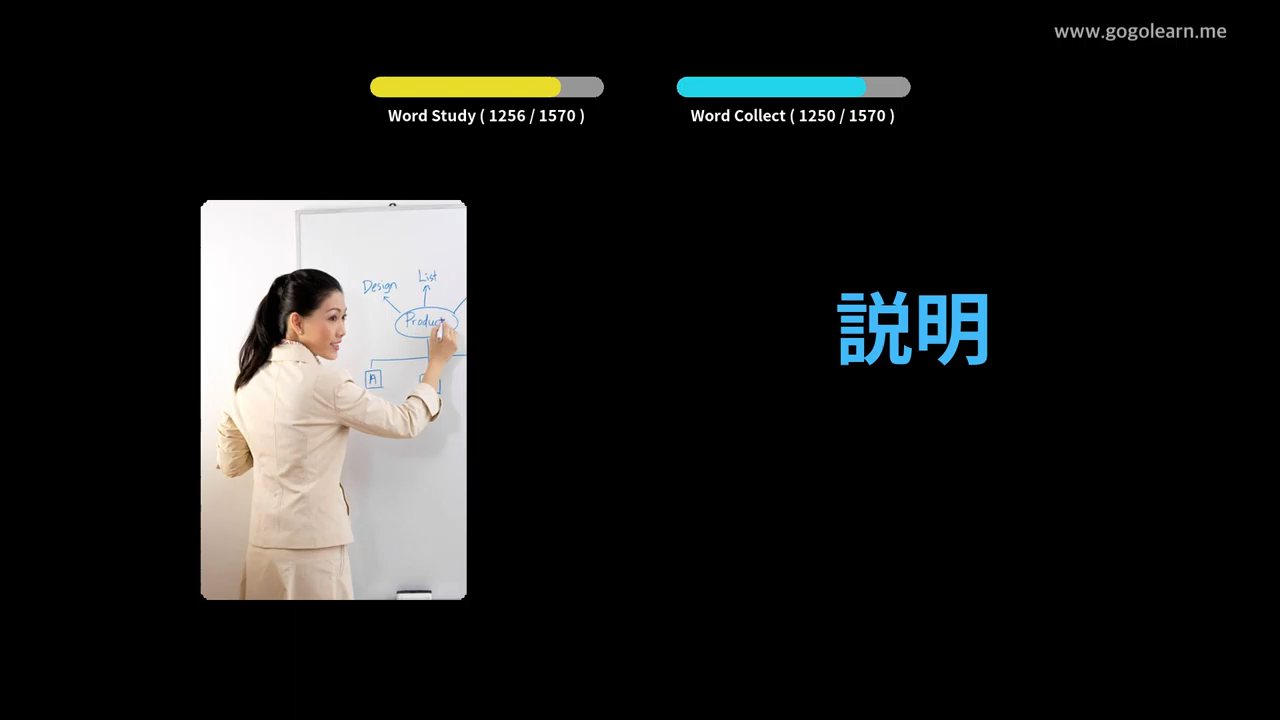 www.gogolearn.me
Word Study ( 1256 / 1570 )
Word Collect ( 1250 / 1570 )
List
Design
Product
A
説明